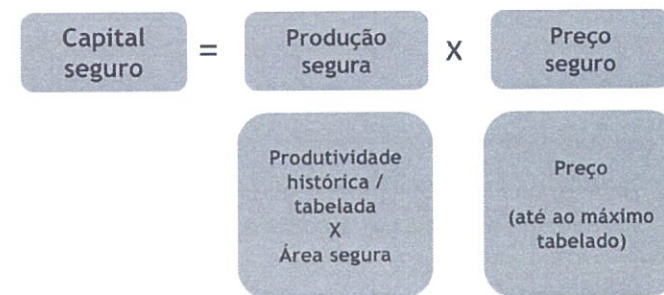 Capital
seguro
=
Produção
segura
X
Preço
seguro
Produtividade
histórica /
tabelada
X
Área segura
Preço
(até ao máximo
tabelado)